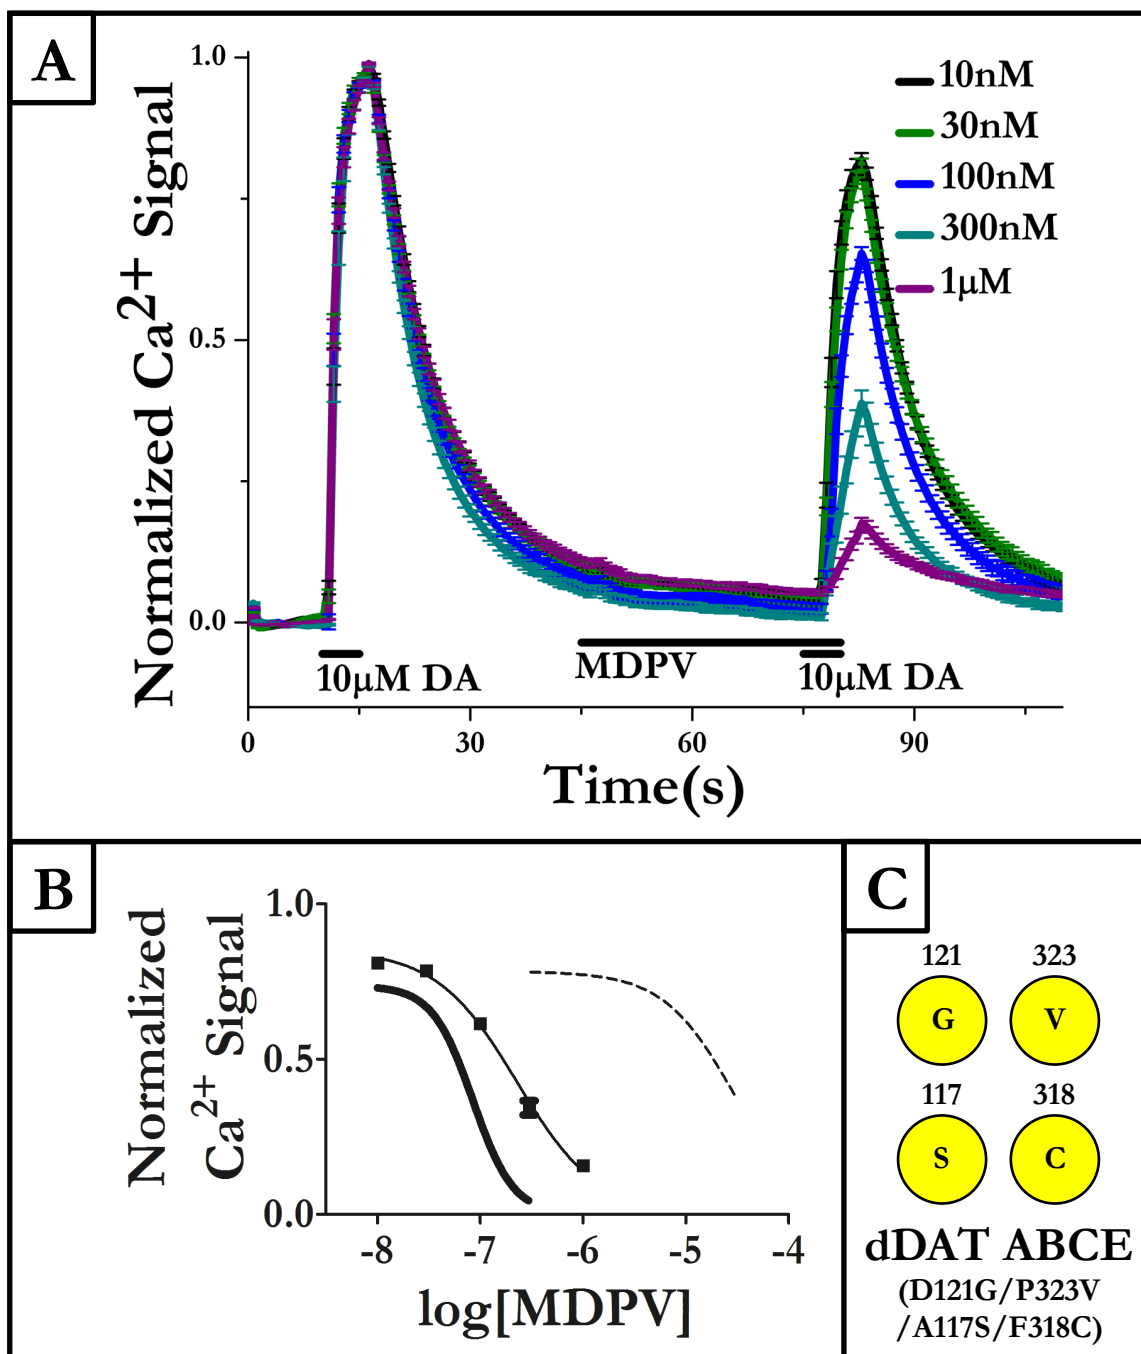 A
Normalized Ca2+ Signal
1.0
0.5
0.0
10nM
30nM
100nM
300nM
1µM
10µM DA
MDPV
10µM DA
0
30
60
90
Time(s)
B
Normalized
Ca2+ Signal
1.0
0.5
0.0
-8
-7
-6
-5
-4
log[MDPV]
C
121
323
G
V
117
318
S
C
dDAT ABCE
(D121G/P323V
/A117S/F318C)